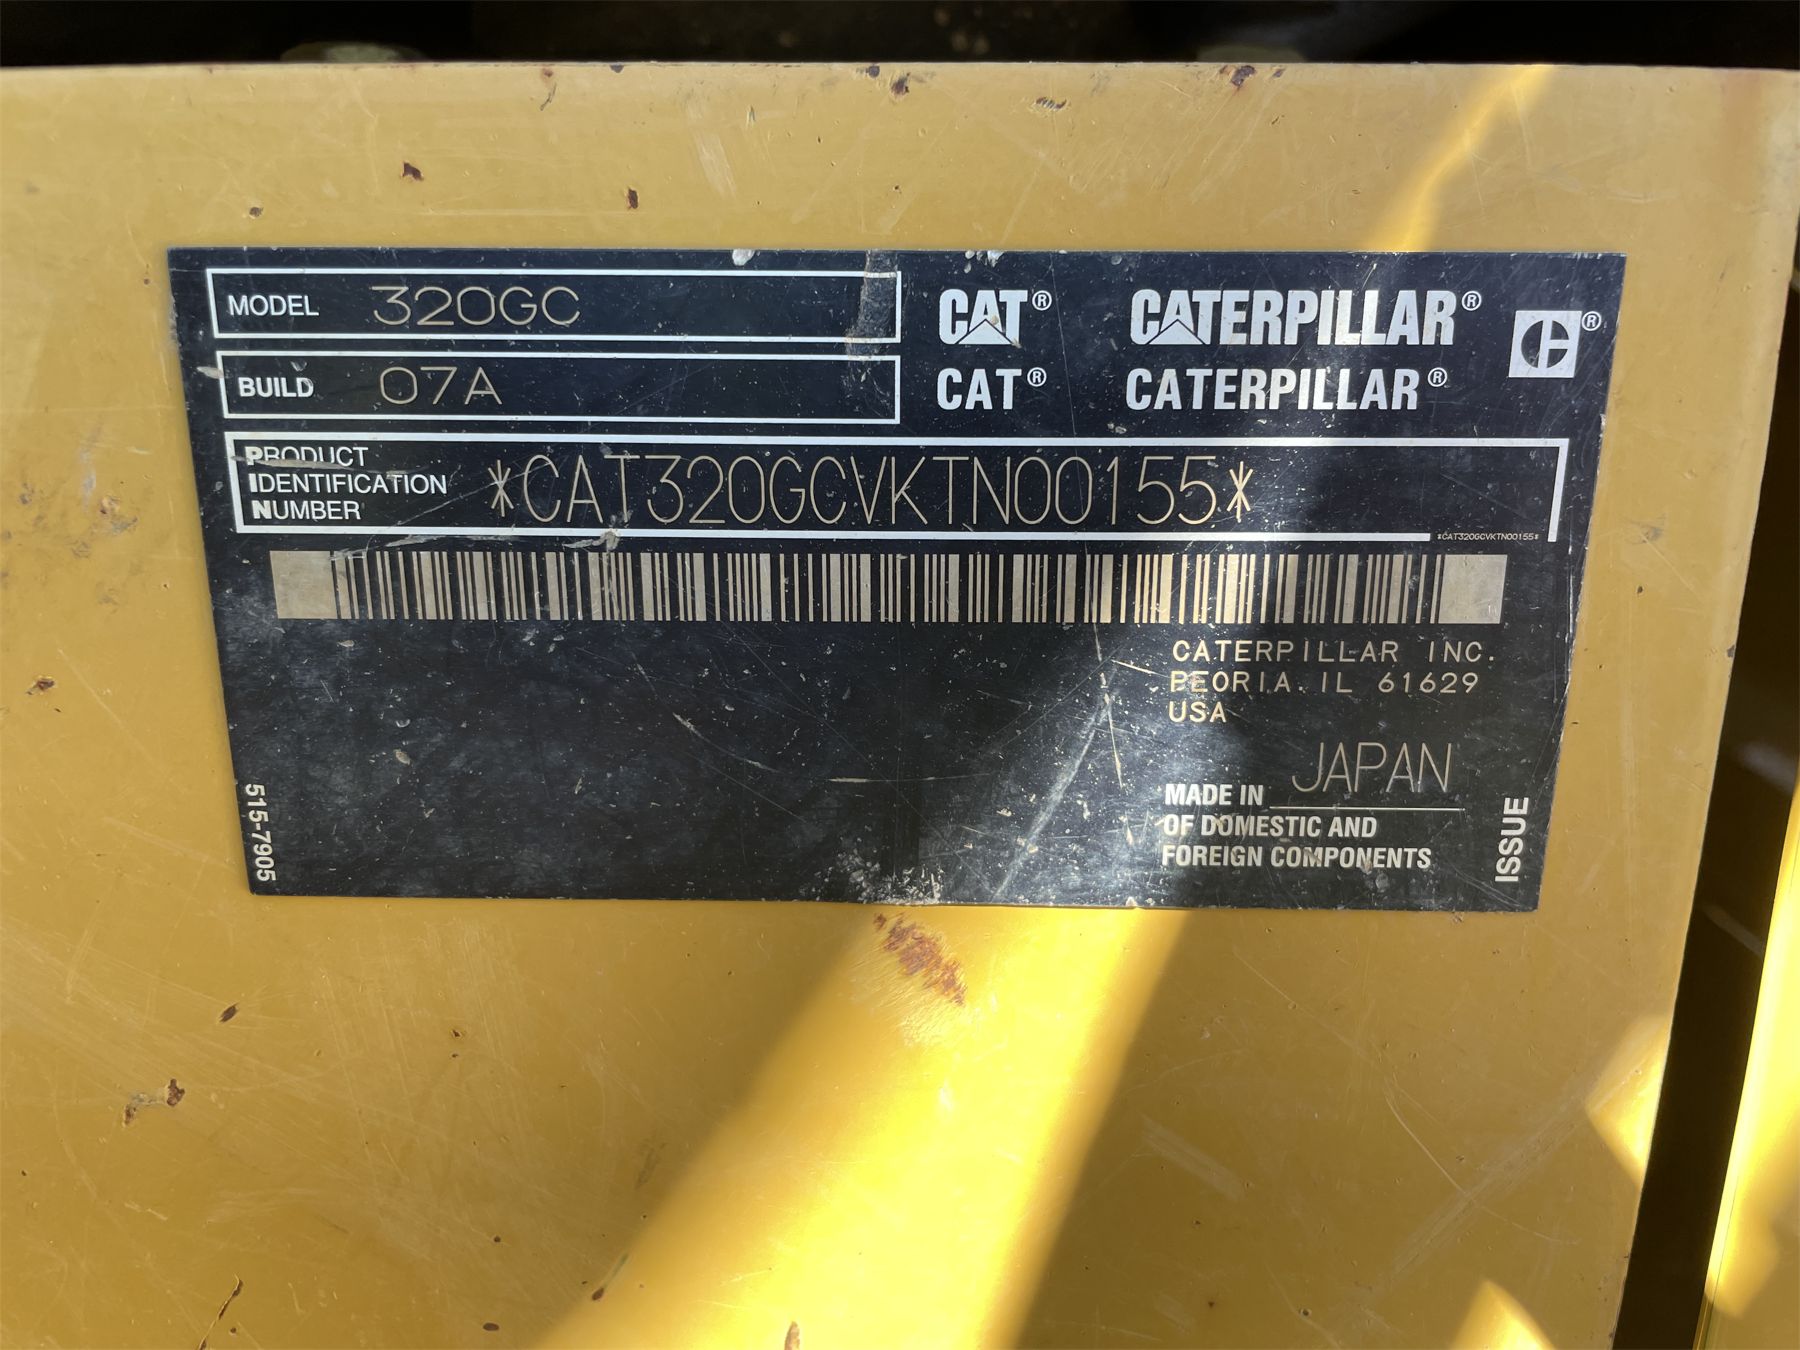 MODEL 320GC
BUILD 07A
CAT® CATERPILLAR® ®
CAT® CATERPILLAR®
PRODUCT
IDENTIFICATION
NUMBER
*CAT320GCVKTN00155*
*CAT320GCVKTN00155*
CATERPILLAR INC.
PEORIA. IL 61629
USA
MADE IN JAPAN
OF DOMESTIC AND
FOREIGN COMPONENTS
515-7905
ISSUE